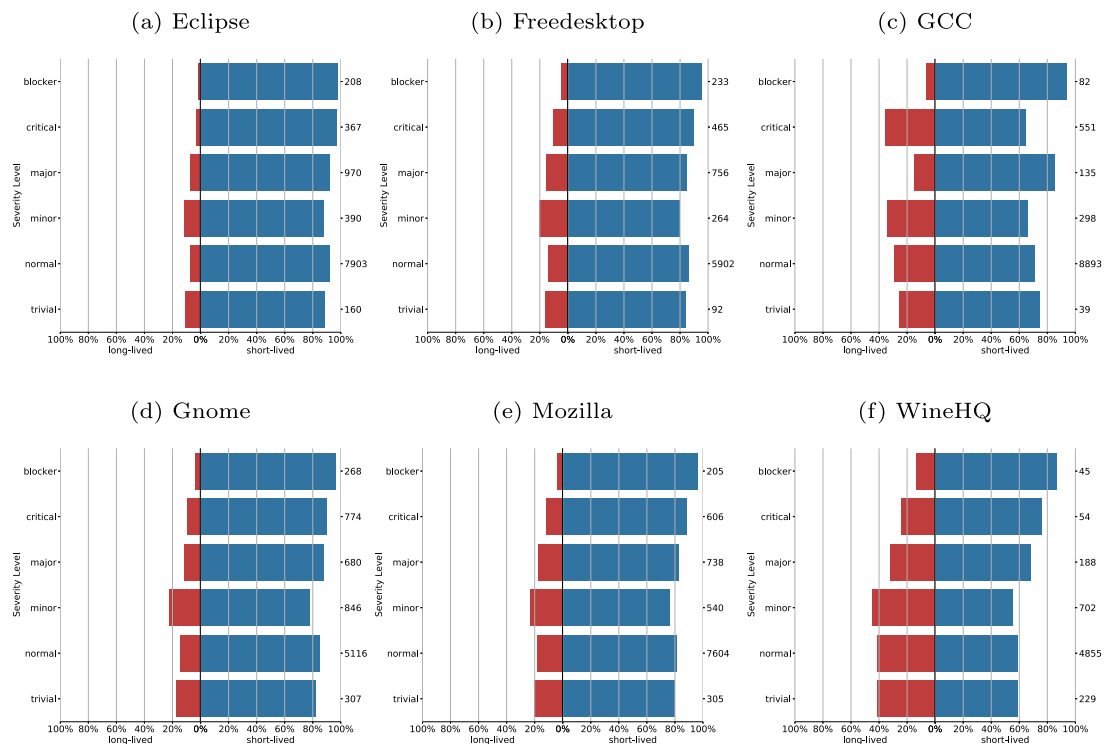 (a) Eclipse
(b) Freedesktop
(c) GCC
Severity Level
blocker 208
critical 367
major 970
minor 390
normal 7903
trivial 160
100% 80% 60% 40% 20% 0% 20% 40% 60% 80% 100%
long-lived short-lived
Severity Level
blocker 233
critical 465
major 756
minor 264
normal 5902
trivial 92
100% 80% 60% 40% 20% 0% 20% 40% 60% 80% 100%
long-lived short-lived
Severity Level
blocker 82
critical 551
major 135
minor 298
normal 8893
trivial 39
100% 80% 60% 40% 20% 0% 20% 40% 60% 80% 100%
long-lived short-lived
(d) Gnome
(e) Mozilla
(f) WineHQ
Severity Level
blocker 268
critical 774
major 680
minor 846
normal 5116
trivial 307
100% 80% 60% 40% 20% 0% 20% 40% 60% 80% 100%
long-lived short-lived
Severity Level
blocker 205
critical 606
major 738
minor 540
normal 7604
trivial 305
100% 80% 60% 40% 20% 0% 20% 40% 60% 80% 100%
long-lived short-lived
Severity Level
blocker 45
critical 54
major 188
minor 702
normal 4855
trivial 229
100% 80% 60% 40% 20% 0% 20% 40% 60% 80% 100%
long-lived short-lived